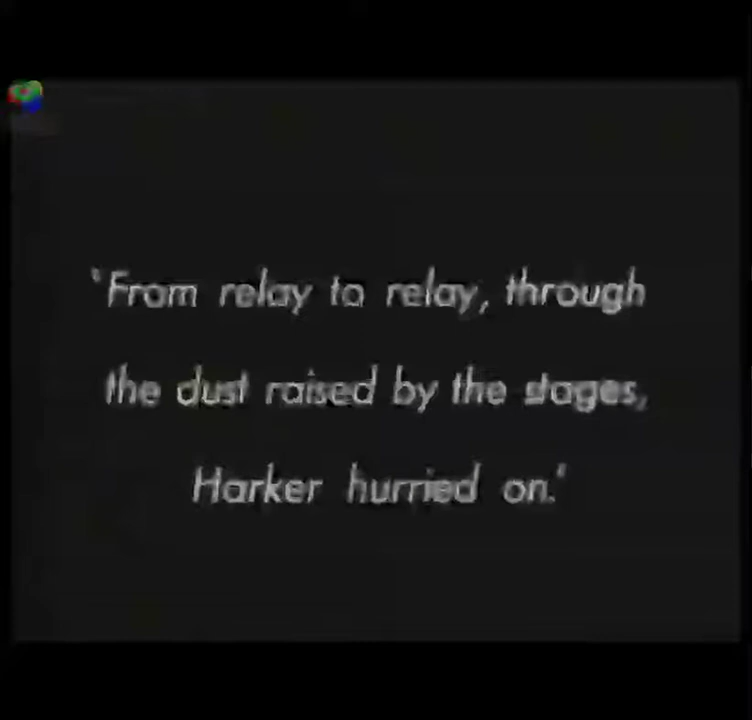 'From relay to relay, through
the dust raised by the stages,
Harker hurried on.'